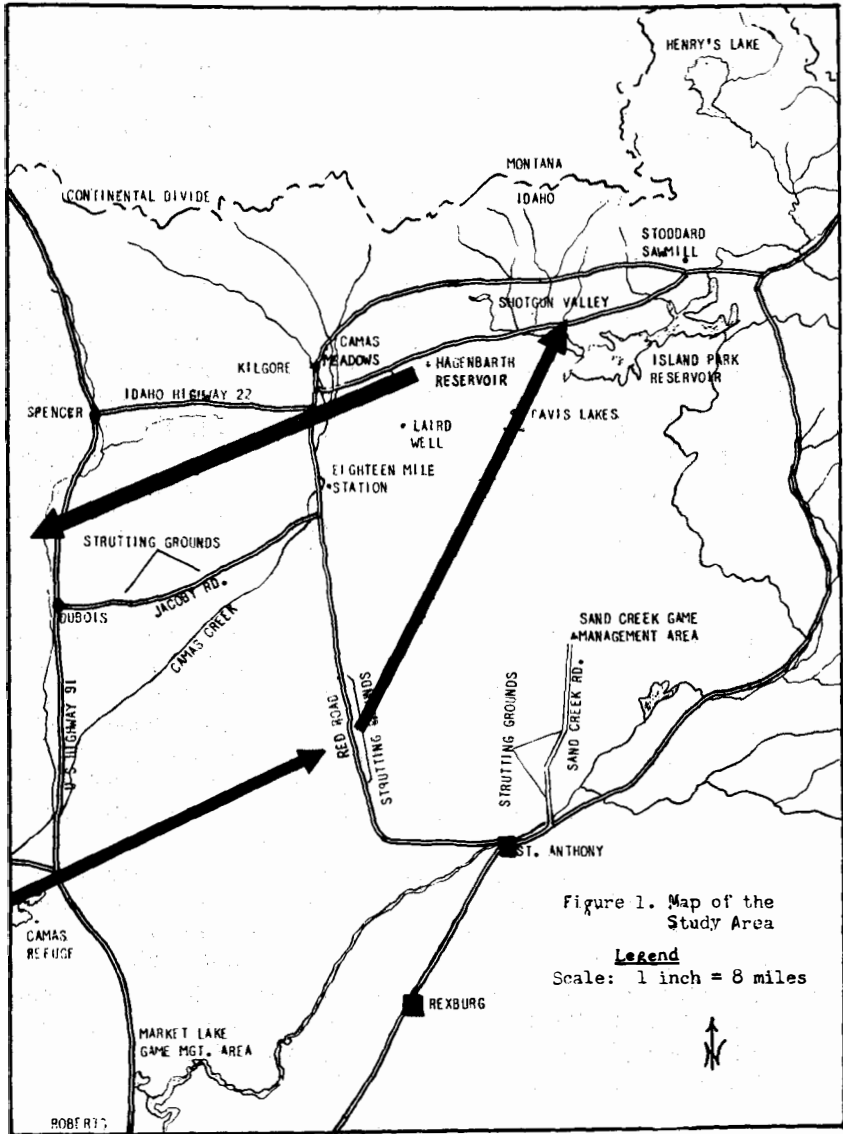 HENRY'S LAKE
MONTANA
CONTINENTAL DIVIDE
IDAHO
STODDARD
SAWMILL
SHOTGUN VALLEY
CAMAS
MEADOWS
KILGORE
HAGENBARTH
RESERVOIR
ISLAND PARK
RESERVOIR
IDAHO HIGHWAY 22
SPENCER
DAVIS LAKES
LAIRD
WELL
EIGHTEEN MILE
STATION
STRUTTING GROUNDS
JACOBY RD.
DUBOIS
CAMAS CREEK
SAND CREEK GAME
MANAGEMENT AREA
U.S. HIGHWAY 91
RED ROAD
STRUTTING GROUNDS
STRUTTING GROUNDS
SAND CREEK RD.
ST. ANTHONY
Figure 1. Map of the
Study Area
CAMAS
REFUGE
Legend
Scale: 1 inch = 8 miles
REXBURG
N
MARKET LAKE
GAME MGT. AREA
ROBERTS